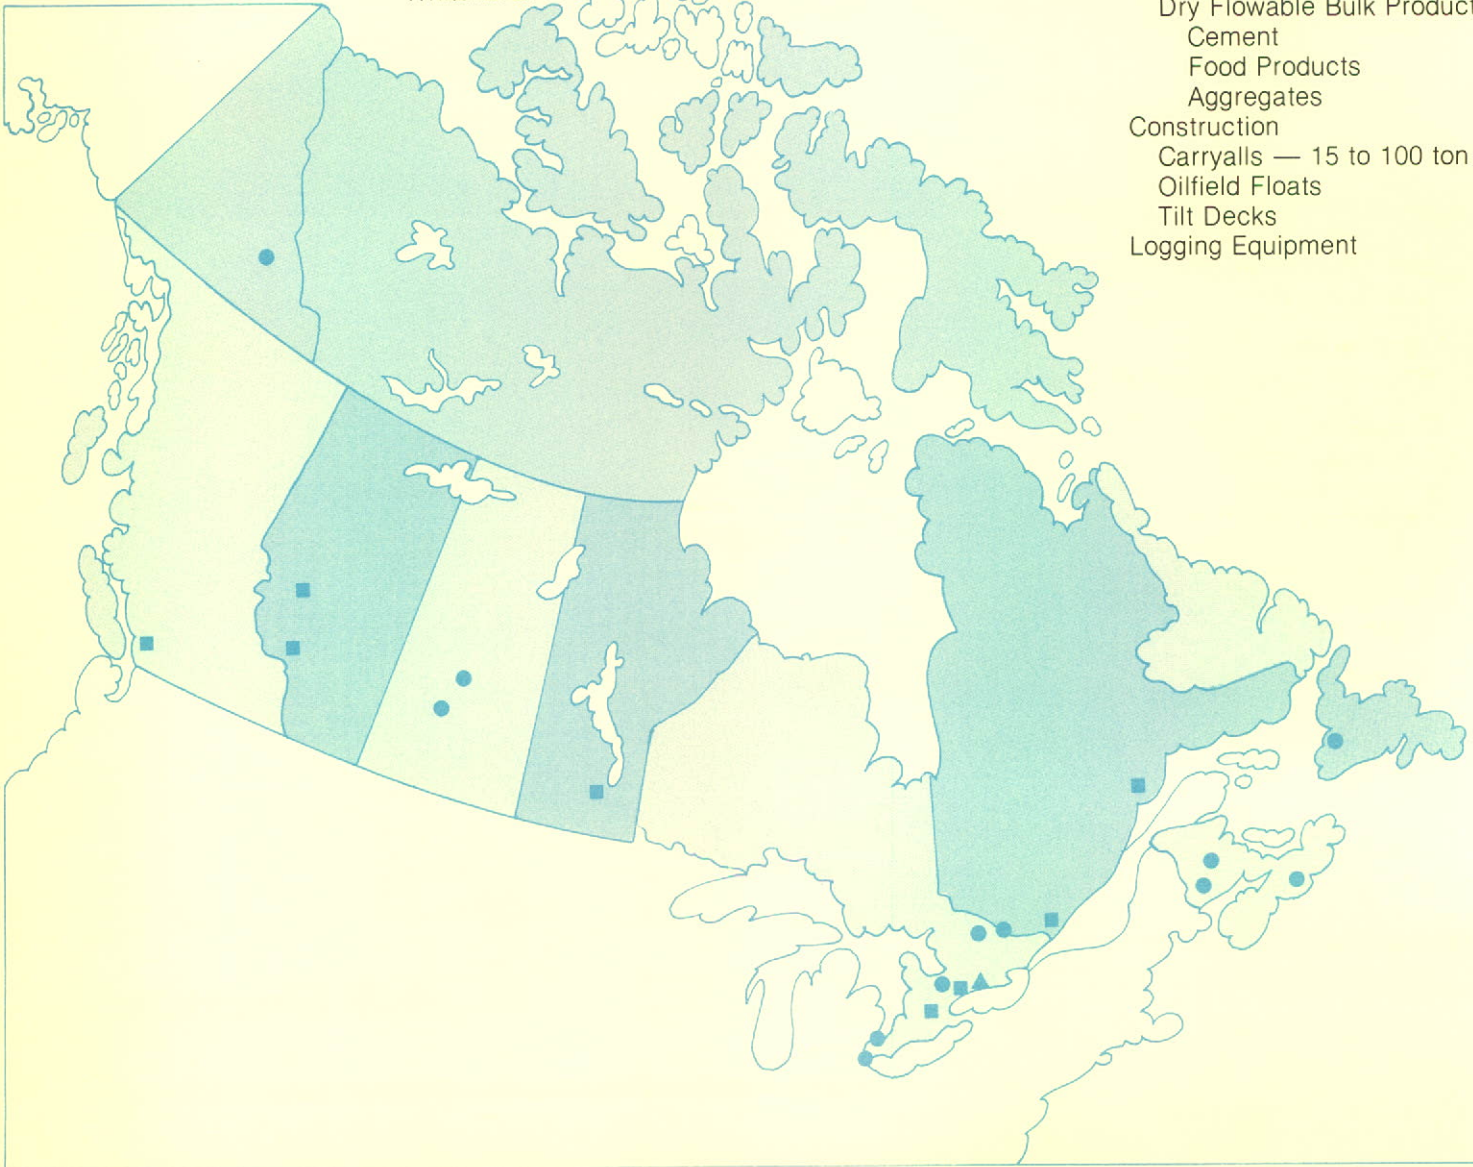 Dry Flowable Bulk Product
Cement
Food Products
Aggregates
Construction
Carryalls — 15 to 100 ton
Oilfield Floats
Tilt Decks
Logging Equipment